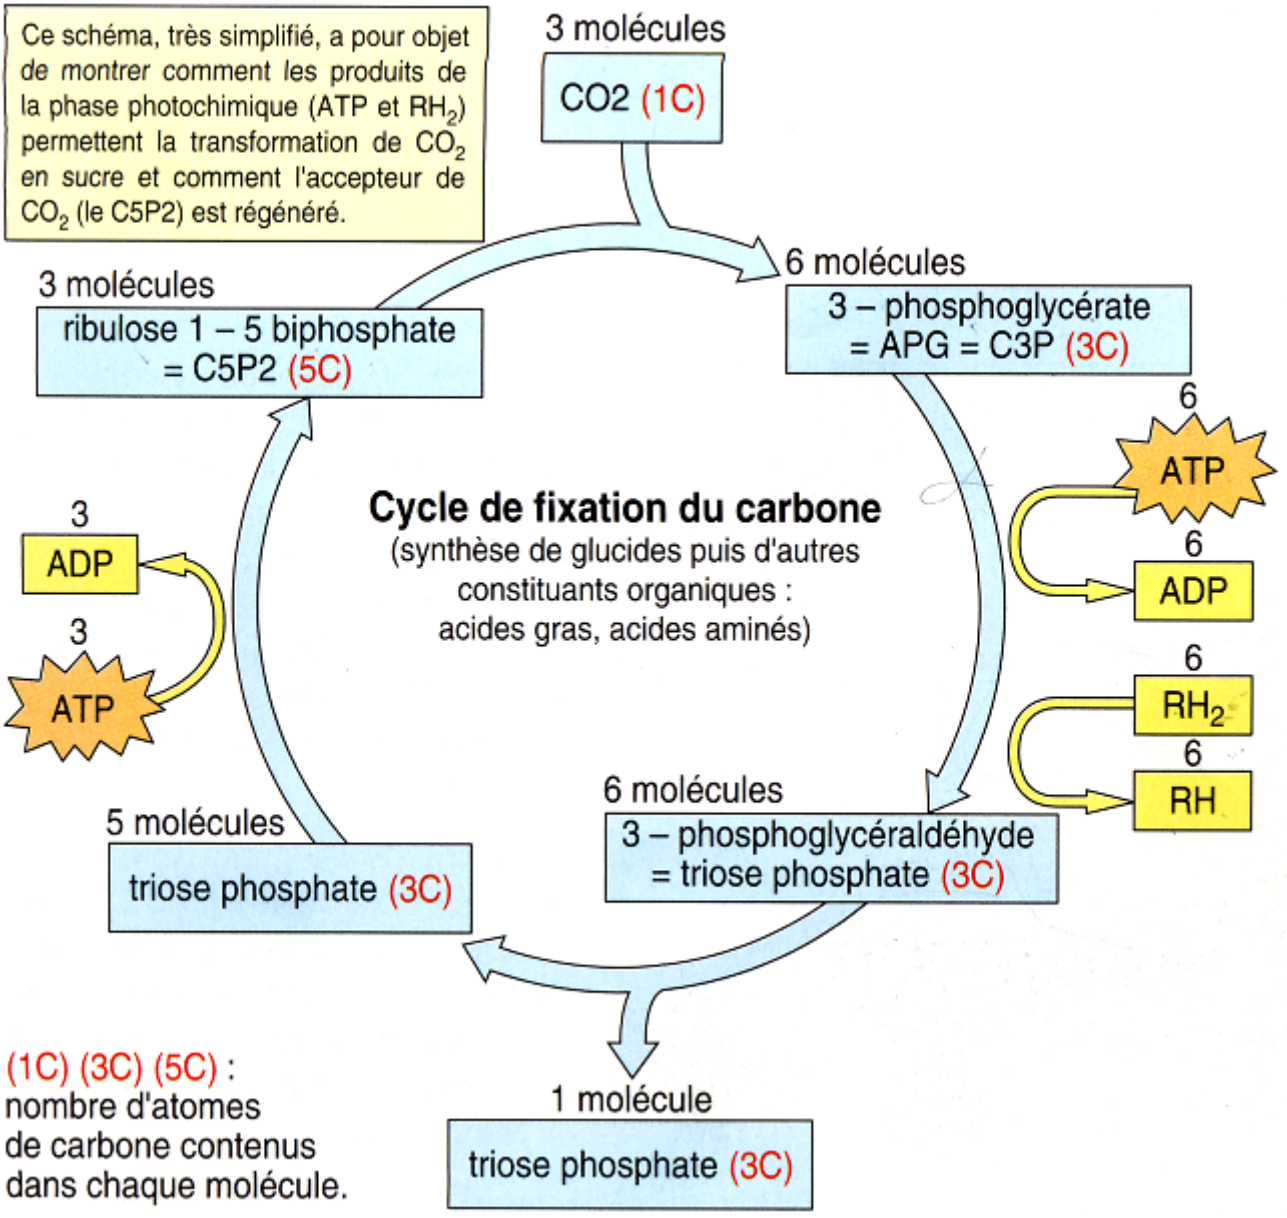 Ce schéma, très simplifié, a pour objet
de montrer comment les produits de
la phase photochimique (ATP et RH₂)
permettent la transformation de CO₂
en sucre et comment l'accepteur de
CO₂ (le C5P2) est régénéré.
3 molécules
CO2 (1C)
3 molécules
ribulose 1 – 5 biphosphate
= C5P2 (5C)
6 molécules
3 – phosphoglycérate
= APG = C3P (3C)
6
ATP
6
ADP
6
RH₂
6
RH
Cycle de fixation du carbone
(synthèse de glucides puis d'autres
constituants organiques :
acides gras, acides aminés)
3
ADP
3
ATP
6 molécules
3 – phosphoglycéraldéhyde
= triose phosphate (3C)
5 molécules
triose phosphate (3C)
1 molécule
triose phosphate (3C)
(1C) (3C) (5C) :
nombre d'atomes
de carbone contenus
dans chaque molécule.